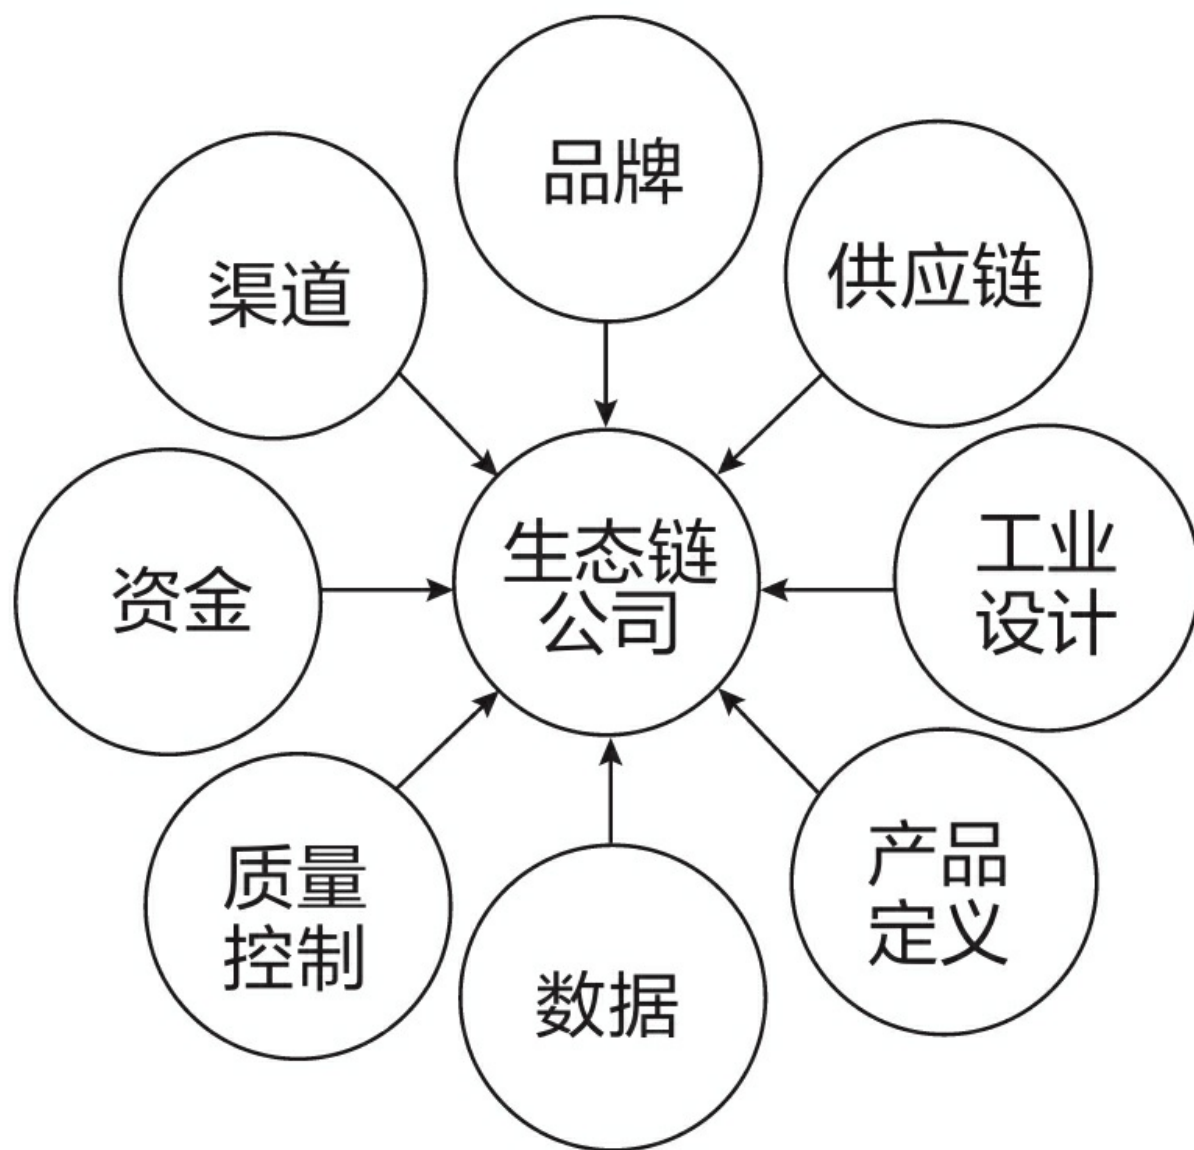 品牌
供应链
渠道
工业
设计
生态链
公司
资金
产品
定义
质量
控制
数据